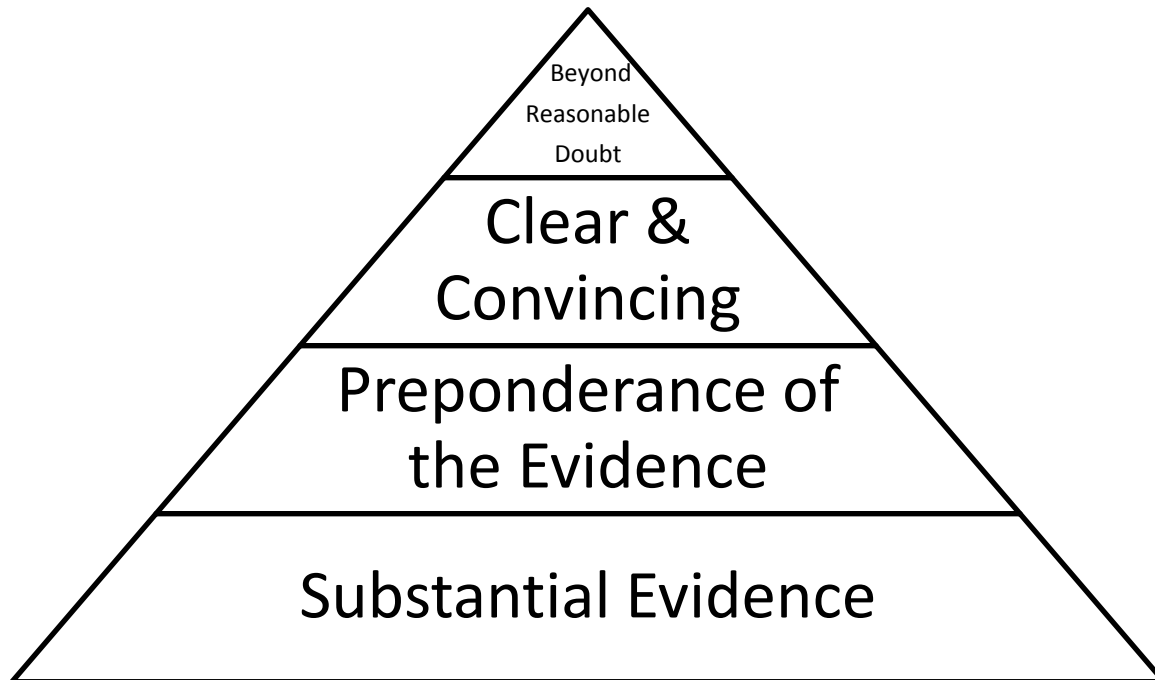 Beyond
Reasonable
Doubt
Clear &
Convincing
Preponderance of
the Evidence
Substantial Evidence